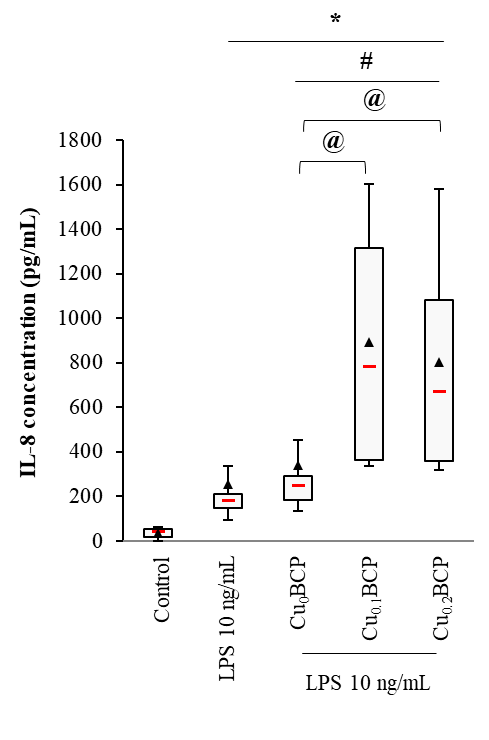 *
#
@
@
1800
1600
1400
1200
1000
800
600
400
200
0
IL-8 concentration (pg/mL)
Control
LPS 10 ng/mL
Cu₀BCP
Cu₀.₁BCP
Cu₀.₂BCP
LPS 10 ng/mL